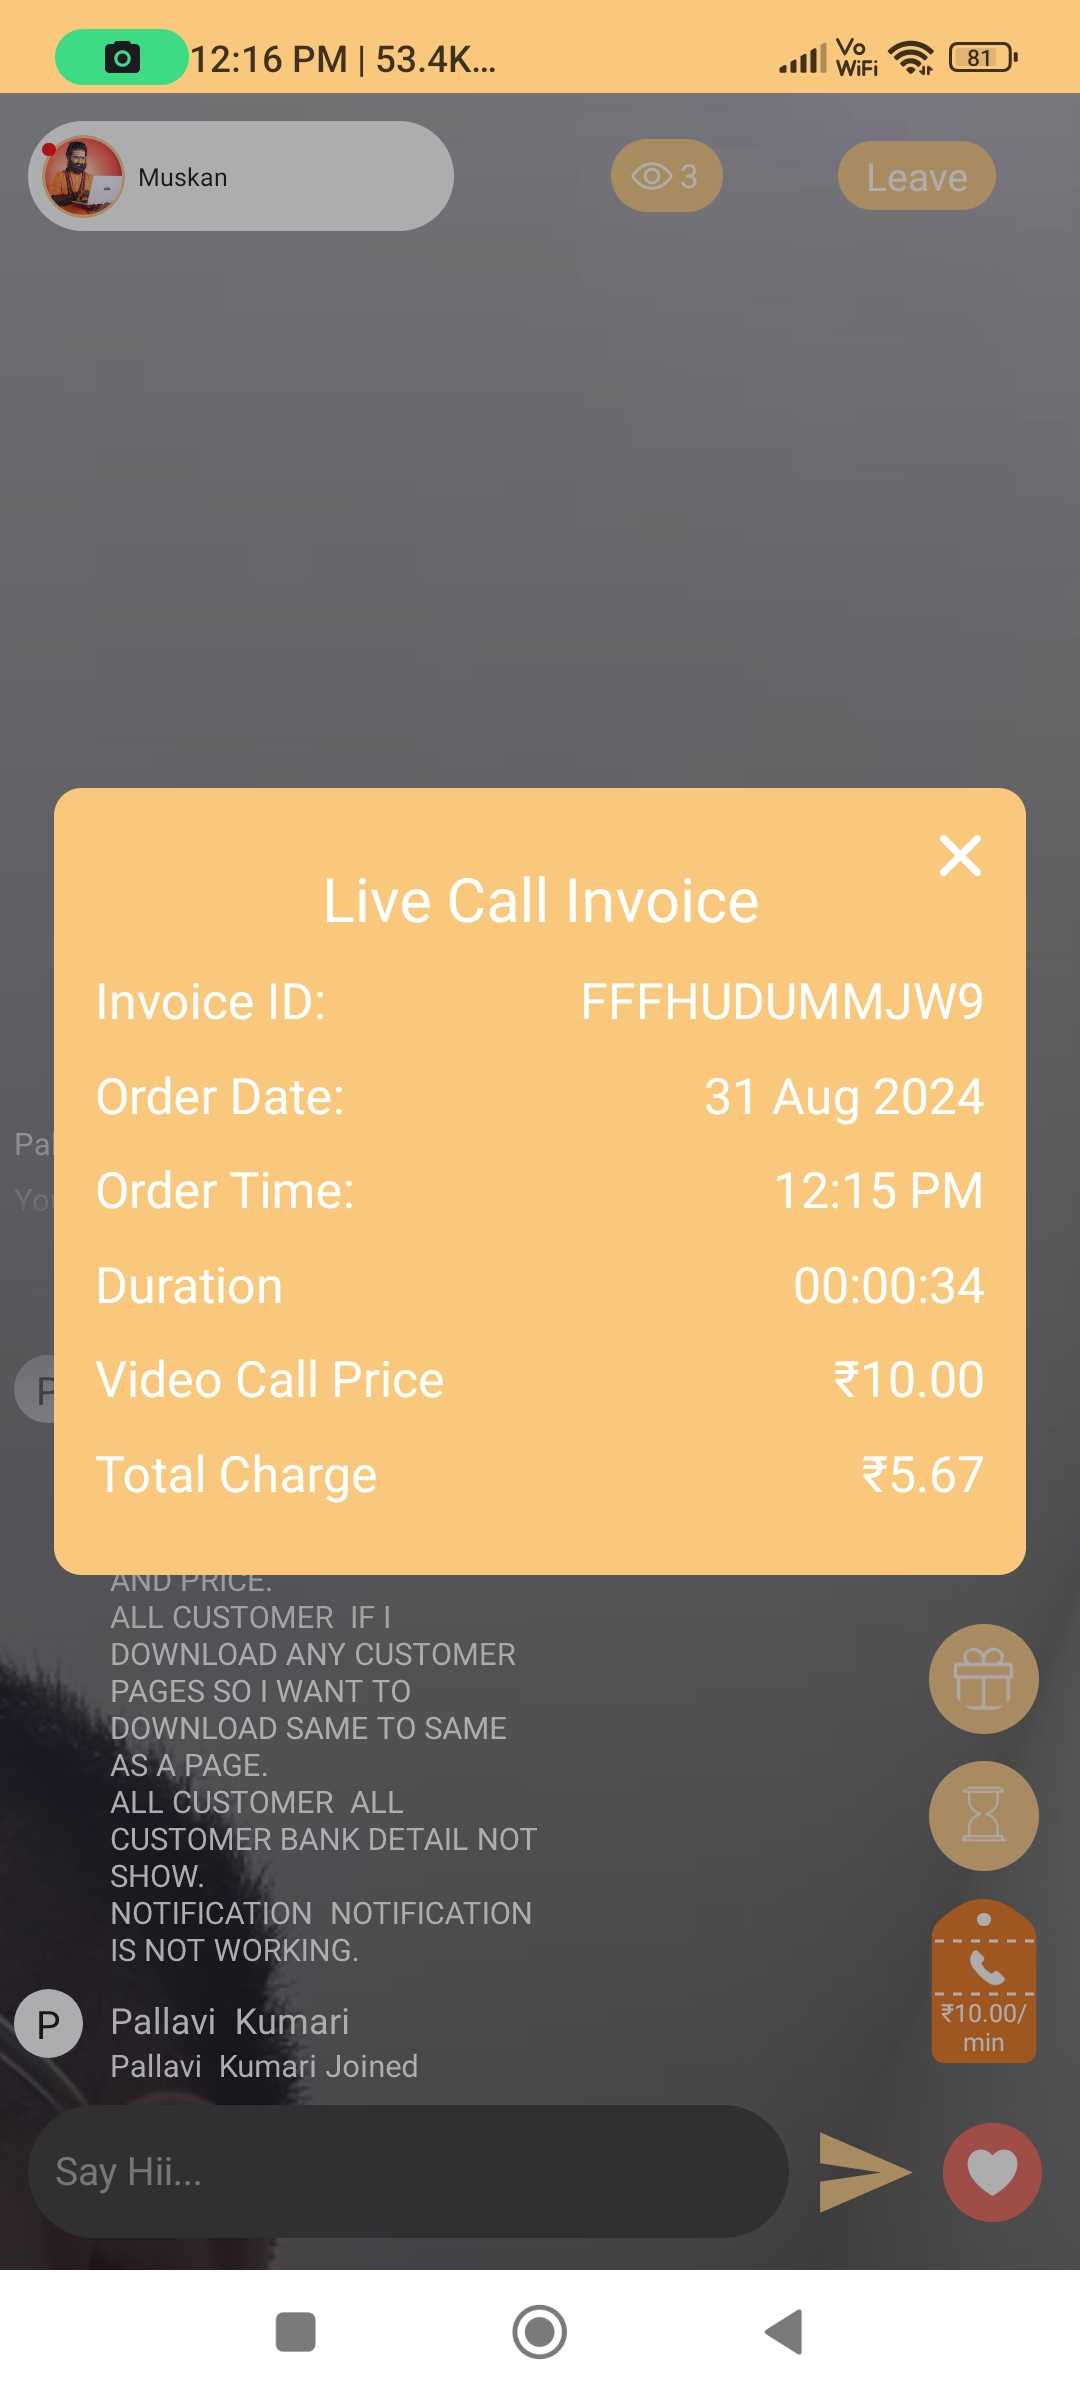 12:16 PM | 53.4K...
Vo
WiFi
81
Muskan
3
Leave
Live Call Invoice
Invoice ID: FFFHUDUMMJW9
Order Date: 31 Aug 2024
Order Time: 12:15 PM
Duration 00:00:34
Video Call Price ₹10.00
Total Charge ₹5.67
AND PRICE.
ALL CUSTOMER  IF I
DOWNLOAD ANY CUSTOMER
PAGES SO I WANT TO
DOWNLOAD SAME TO SAME
AS A PAGE.
ALL CUSTOMER  ALL
CUSTOMER BANK DETAIL NOT
SHOW.
NOTIFICATION  NOTIFICATION
IS NOT WORKING.
₹10.00/
min
P
Pallavi  Kumari
Pallavi  Kumari Joined
Say Hii...